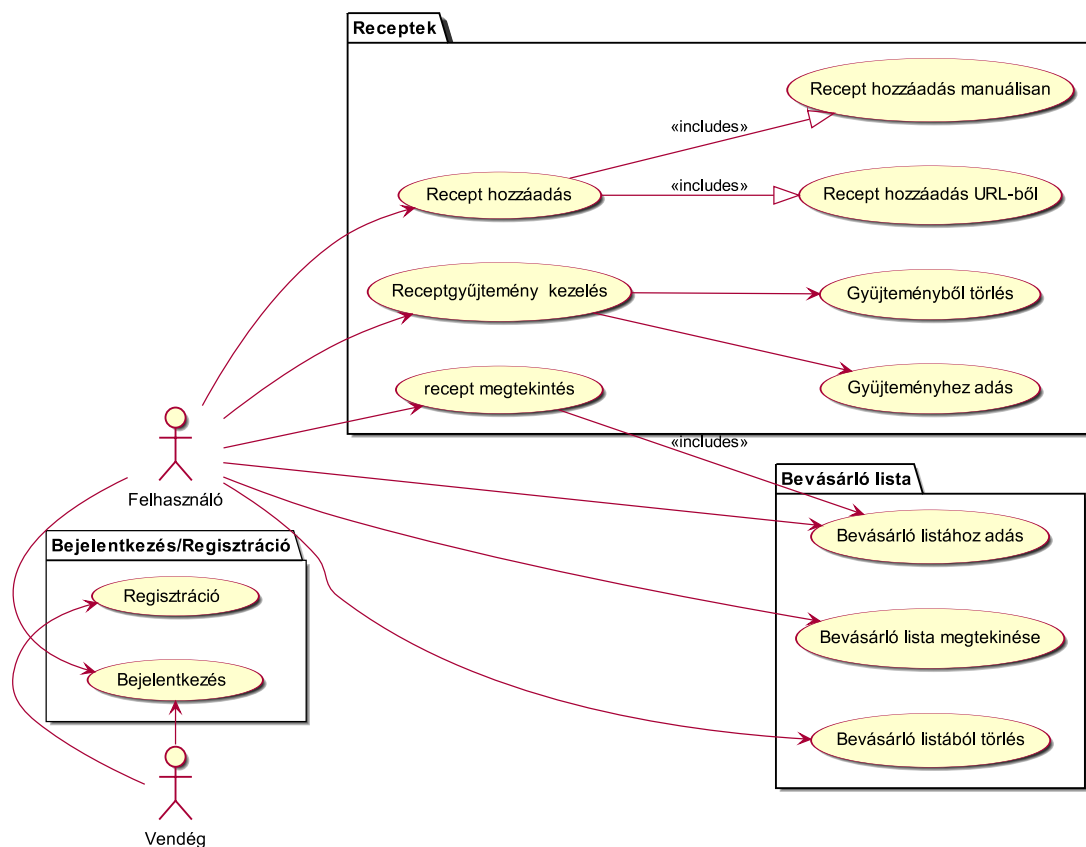 Receptek
Recept hozzáadás manuálisan
«includes»
Recept hozzáadás
«includes»
Recept hozzáadás URL-ből
Receptgyűjtemény  kezelés
Gyüjteményből törlés
recept megtekintés
Gyüjteményhez adás
«includes»
Felhasználó
Bevásárló lista
Bevásárló listához adás
Bejelentkezés/Regisztráció
Regisztráció
Bevásárló lista megtekinése
Bejelentkezés
Bevásárló listából törlés
Vendég